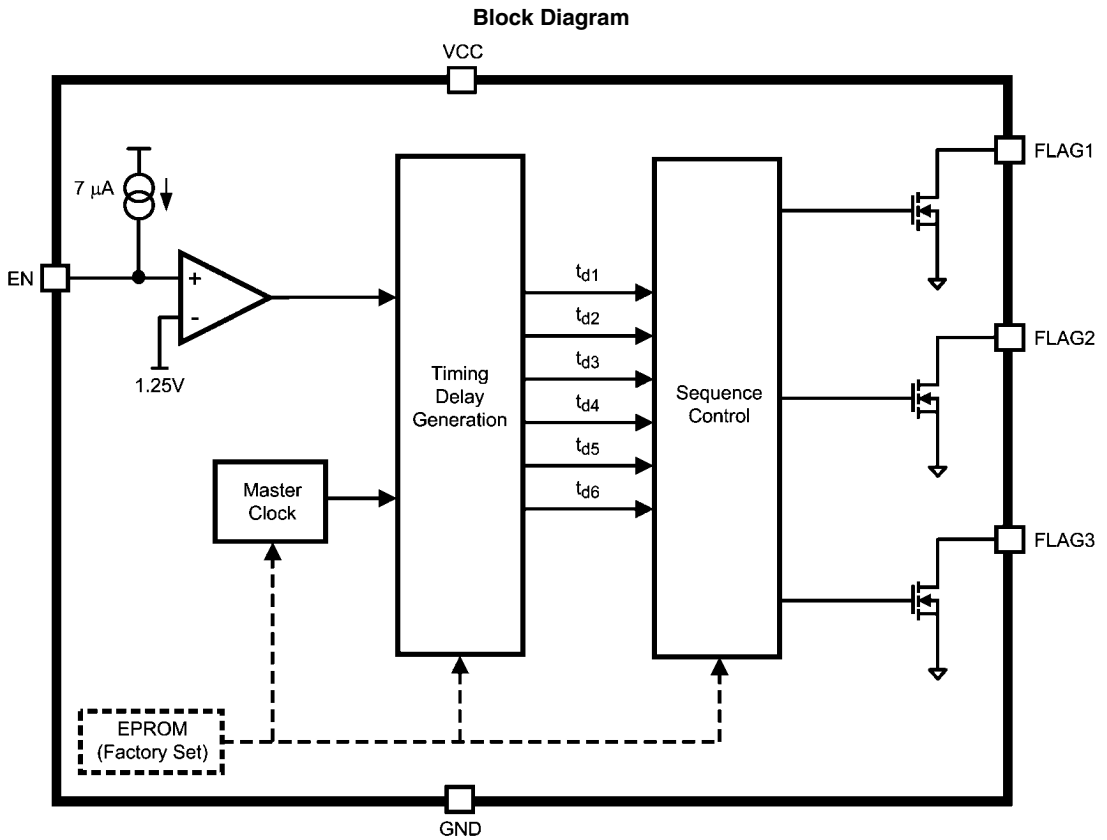 Block Diagram
VCC
FLAG1
7 μA
EN
+
-
1.25V
td1
td2
td3
td4
td5
td6
Timing
Delay
Generation
Sequence
Control
FLAG2
Master
Clock
FLAG3
EPROM
(Factory Set)
GND